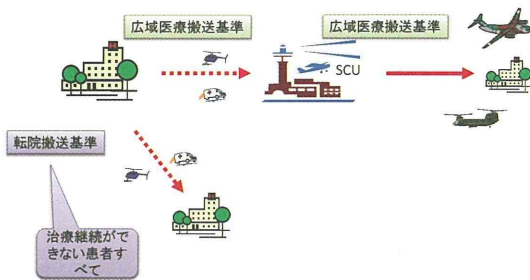 広域医療搬送基準
広域医療搬送基準
SCU
転院搬送基準
治療継続がで
きない患者す
べて